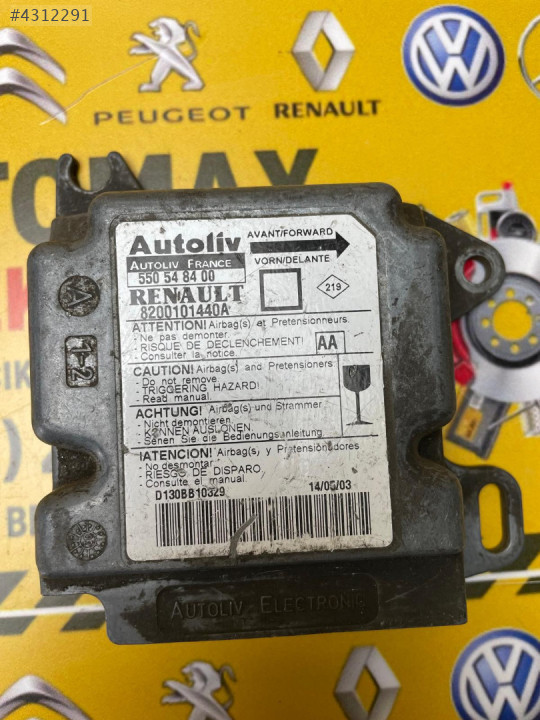 #4312291
PEUGEOT
RENAULT
TOMAX
Autoliv
AVANT/FORWARD
AUTOLIV FRANCE
VORN/DELANTE
550 54 84 00
RENAULT
8200101440A
219
ATTENTION! Airbag(s) et Pretensionneurs.
- Ne pas demonter.
- RISQUE DE DECLENCHEMENT!
- Consulter la notice.
AA
CAUTION! Airbag(s) and Pretensioners
- Do not remove
- TRIGGERING HAZARD!
- Read manual
ACHTUNG! Airbag(s) und Strammer
- Nicht demontieren
- KÖNNEN AUSLÖSEN
- Sehen Sie die Bedienungsanleitung
¡ATENCION! Airbag(s) y Pretensionadores
- No desmontar
- RIESGO DE DISPARO
- Consulte el manual
D130BB10329
14/05/03
1-2
AUTOLIV ELECTRONIC